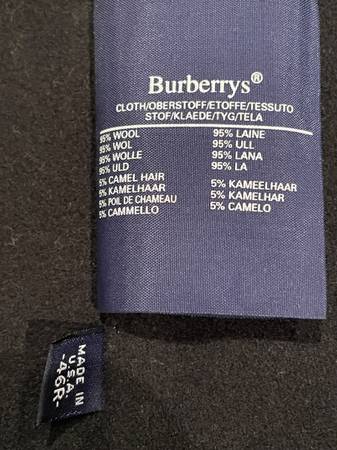 Burberrys®
CLOTH/OBERSTOFF/ETOFFE/TESSUTO
STOF/KLAEDE/TYG/TELA
95% WOOL 95% LAINE
95% WOL 95% ULL
95% WOLLE 95% LANA
95% ULD 95% LA
5% CAMEL HAIR
5% KAMELHAAR 5% KAMEELHAAR
5% POIL DE CHAMEAU 5% KAMELHAR
5% CAMMELLO 5% CAMELO
MADE IN
U.S.A.
-46R-